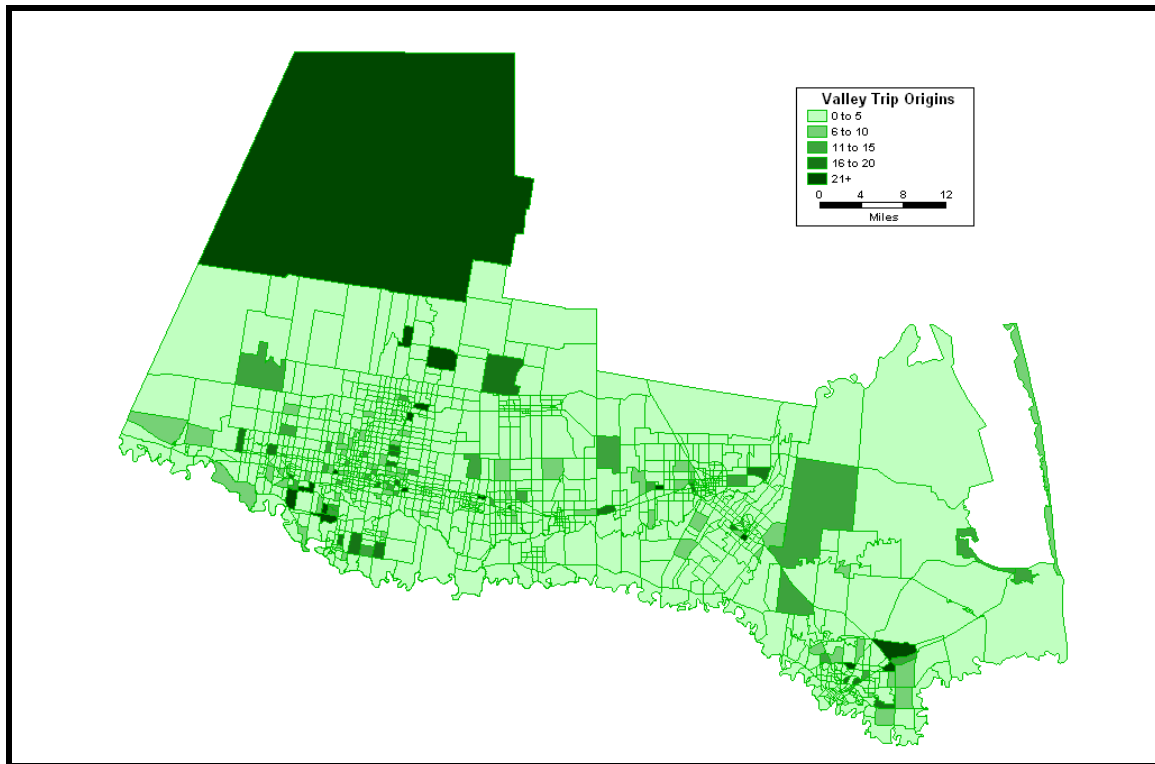 Valley Trip Origins
0 to 5
6 to 10
11 to 15
16 to 20
21+
0 4 8 12
Miles